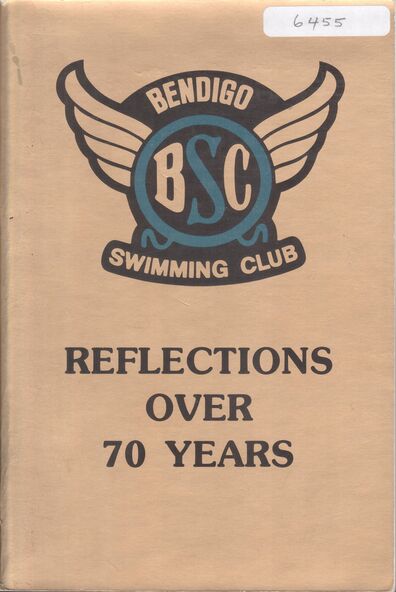 6455
BENDIGO
BSC
SWIMMING CLUB
REFLECTIONS
OVER
70 YEARS